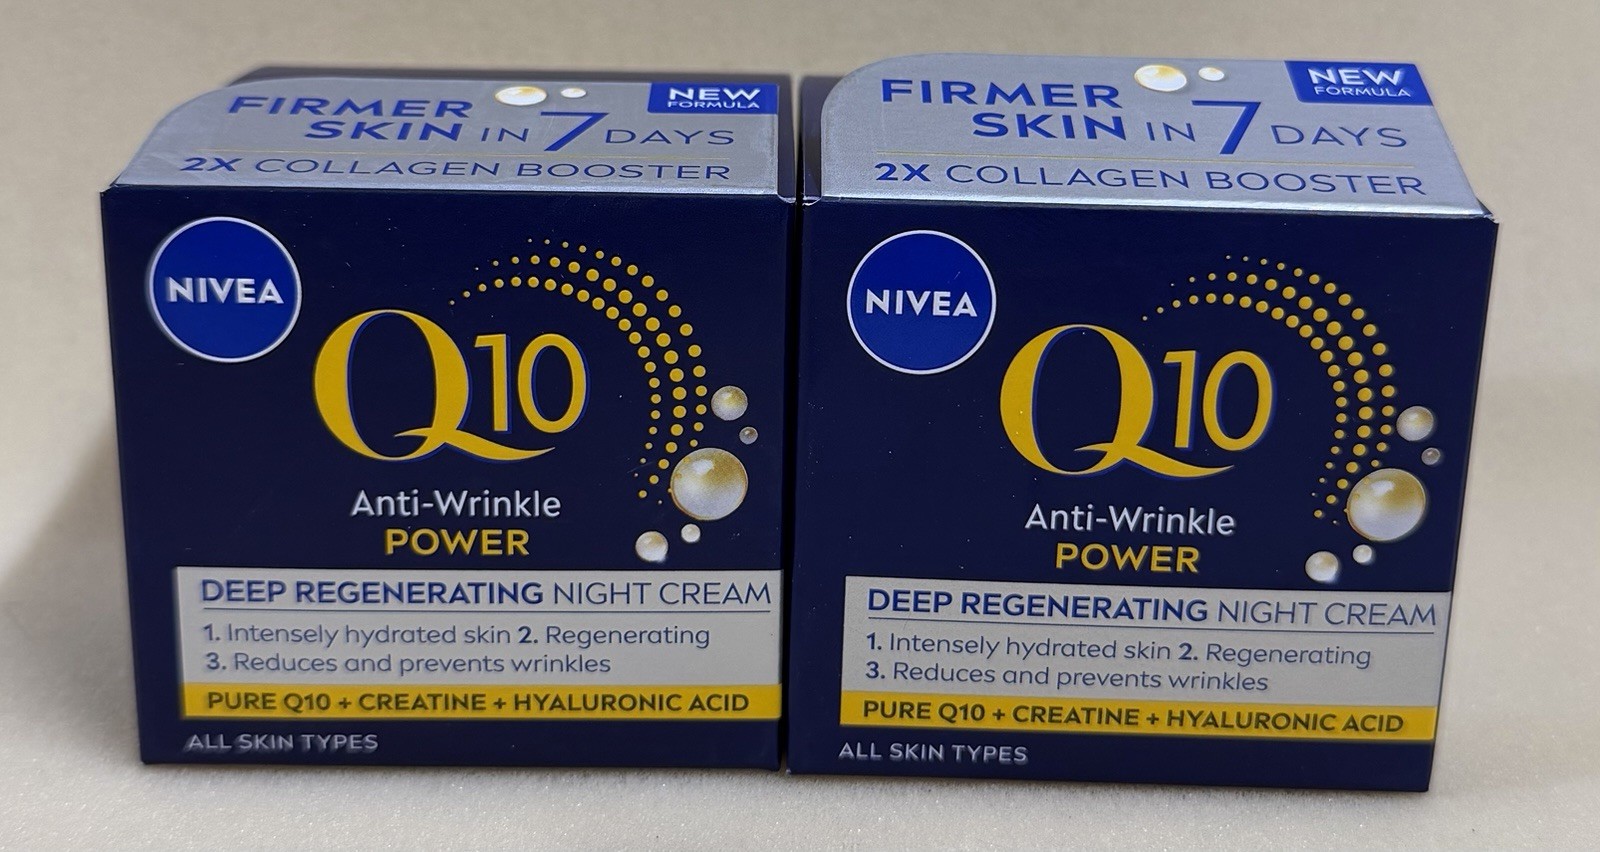 FIRMER
SKIN IN 7 DAYS
2X COLLAGEN BOOSTER
NEW
FORMULA
NIVEA
Q10
Anti-Wrinkle
POWER
DEEP REGENERATING NIGHT CREAM
1. Intensely hydrated skin 2. Regenerating
3. Reduces and prevents wrinkles
PURE Q10 + CREATINE + HYALURONIC ACID
ALL SKIN TYPES
FIRMER
SKIN IN 7 DAYS
2X COLLAGEN BOOSTER
NEW
FORMULA
NIVEA
Q10
Anti-Wrinkle
POWER
DEEP REGENERATING NIGHT CREAM
1. Intensely hydrated skin 2. Regenerating
3. Reduces and prevents wrinkles
PURE Q10 + CREATINE + HYALURONIC ACID
ALL SKIN TYPES